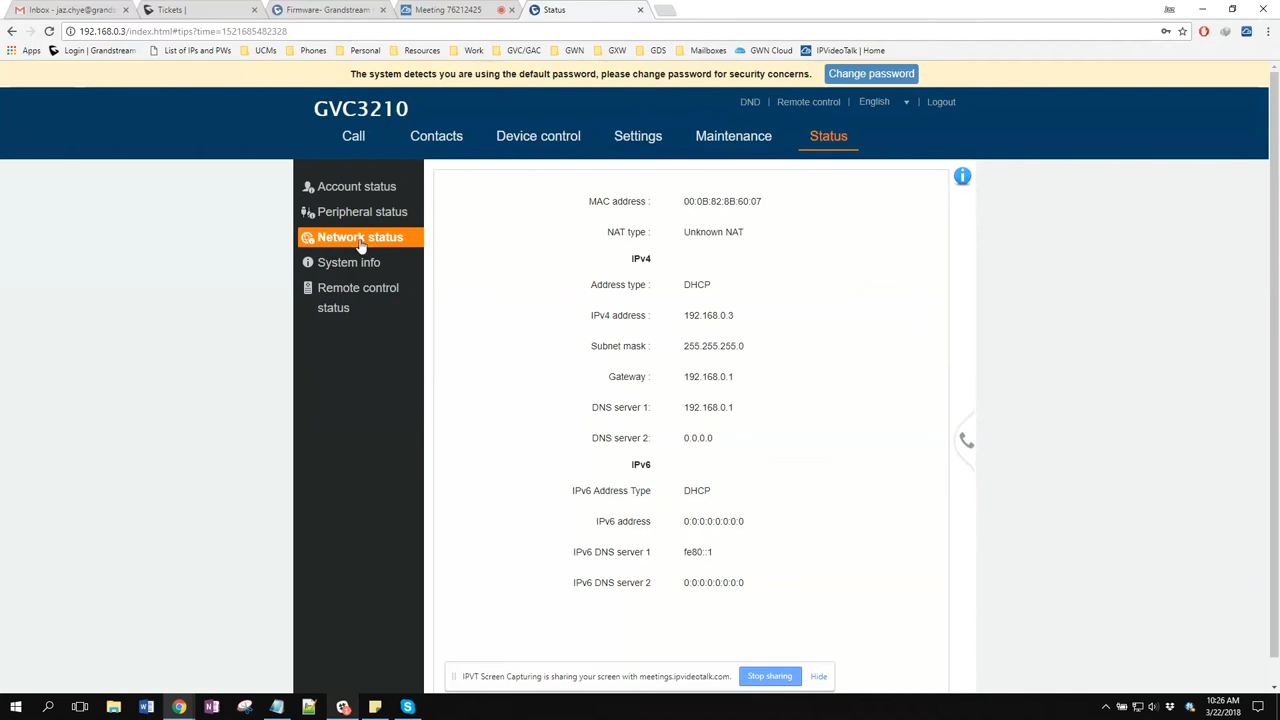 Inbox - jaz.chye@grands
Tickets |
Firmware- Grandstream
Meeting 76212425
Status
192.168.0.3/index.html#tips?time=1521685482328
Apps
Login | Grandstream
List of IPs and PWs
UCMs
Phones
Personal
Resources
Work
GVC/GAC
GWN
GXW
GDS
Mailboxes
GWN Cloud
IPVideoTalk | Home
The system detects you are using the default password, please change password for security concerns.
Change password
GVC3210
DND | Remote control | English | Logout
Call
Contacts
Device control
Settings
Maintenance
Status
Account status
Peripheral status
Network status
System info
Remote control
status
MAC address : 00:0B:82:8B:60:07
NAT type : Unknown NAT
IPv4
Address type : DHCP
IPv4 address : 192.168.0.3
Subnet mask : 255.255.255.0
Gateway : 192.168.0.1
DNS server 1: 192.168.0.1
DNS server 2: 0.0.0.0
IPv6
IPv6 Address Type DHCP
IPv6 address 0:0:0:0:0:0:0:0
IPv6 DNS server 1 fe80::1
IPv6 DNS server 2 0:0:0:0:0:0:0:0
IPVT Screen Capturing is sharing your screen with meetings.ipvideotalk.com.
Stop sharing
Hide
10:26 AM
3/22/2018